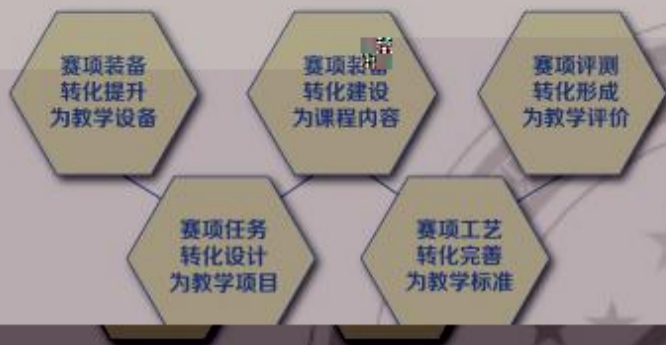 赛项装备
转化提升
为教学设备
赛项装
转化建设
为课程内容
赛项评测
转化形成
为教学评价
赛项任务
转化设计
为教学项目
赛项工艺
转化完善
为教学标准